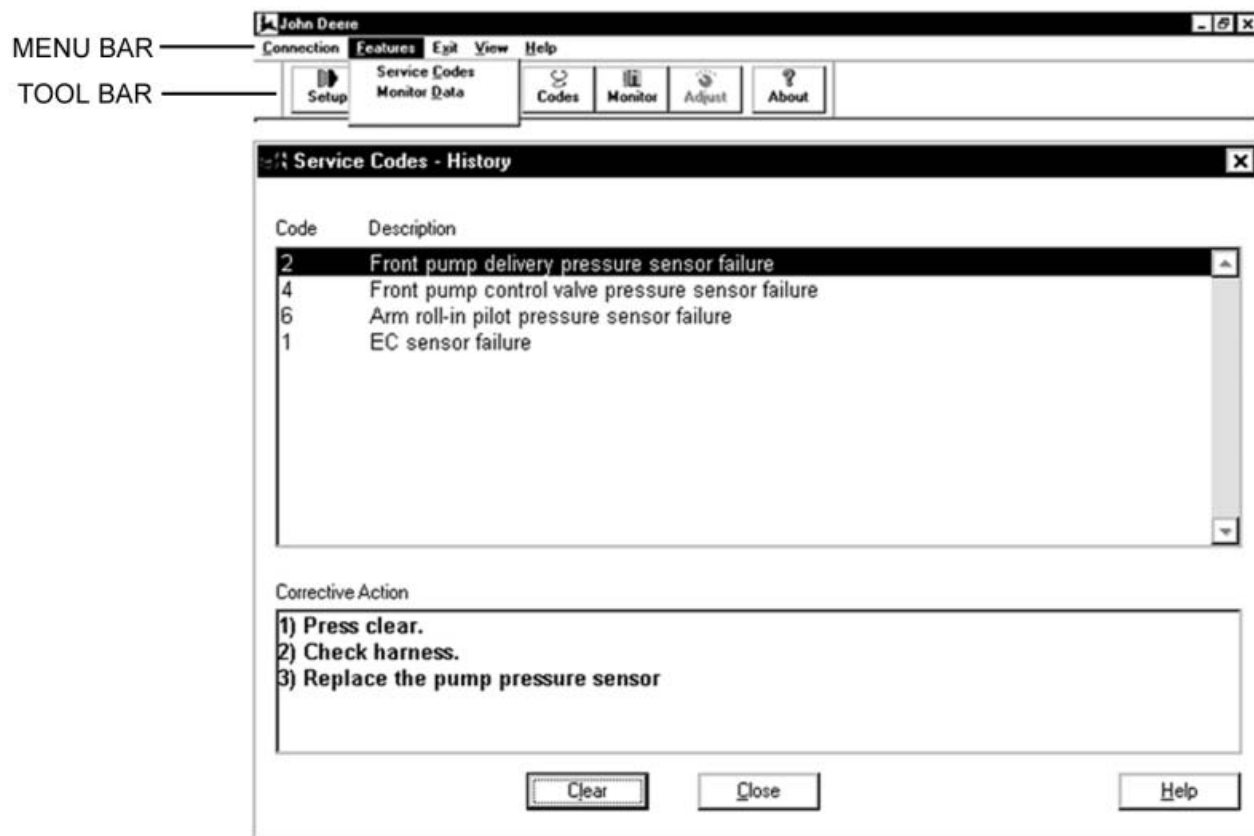 John Deere
MENU BAR
Connection Features Exit View Help
TOOL BAR
Setup Service Codes Codes Monitor Adjust About
Monitor Data
Service Codes - History
Code Description
2 Front pump delivery pressure sensor failure
4 Front pump control valve pressure sensor failure
6 Arm roll-in pilot pressure sensor failure
1 EC sensor failure
Corrective Action
1) Press clear.
2) Check harness.
3) Replace the pump pressure sensor
Clear Close Help